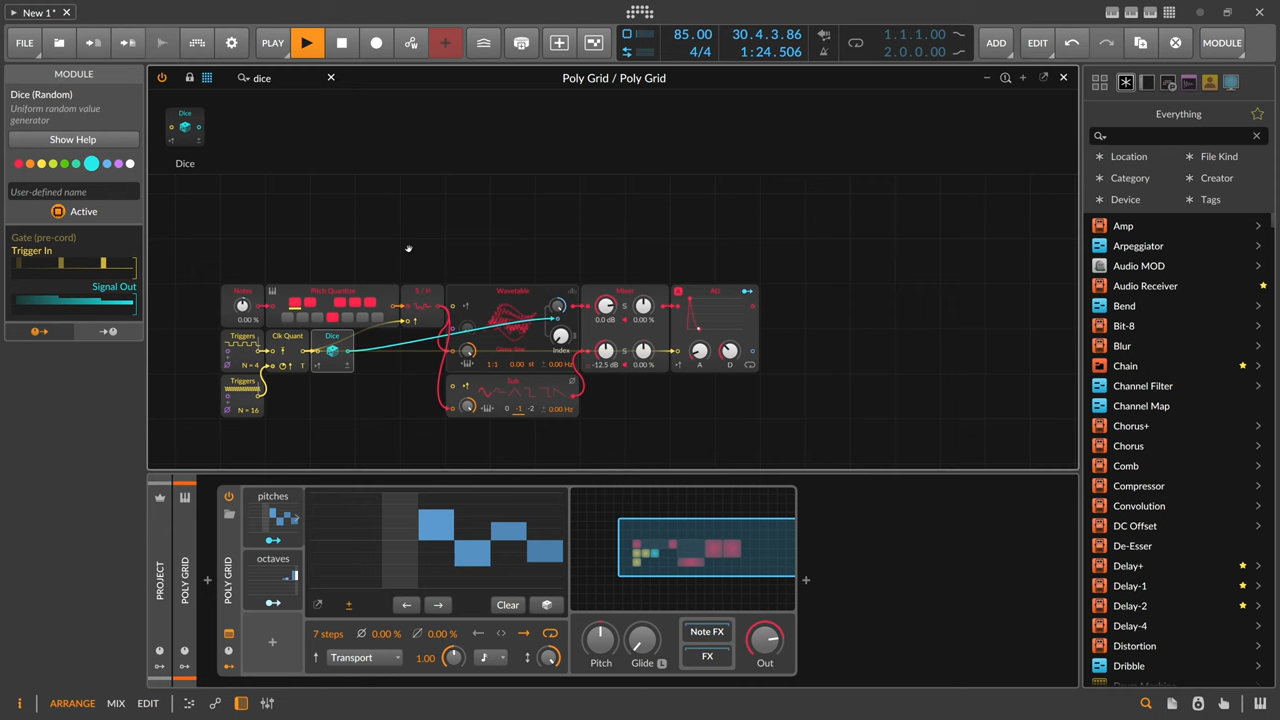 New 1*
FILE
PLAY
85.00
4/4
30.4.3.86
1:24.506
1.1.1.00
2.0.0.00
ADD
EDIT
MODULE
MODULE
Dice (Random)
Uniform random value
generator
Show Help
User-defined name
Active
Gate (pre-cord)
Trigger In
Signal Out
dice
Poly Grid / Poly Grid
Dice
Dice
Notes
0.00 %
Pitch Quantize
S / H
Wavetable
Index
1:1
0.00 st
0.00 Hz
Mixer
0.0 dB
S
0.00 %
-12.5 dB
S
0.00 %
AD
A
D
Triggers
N = 4
Clk Quant
T
Dice
Triggers
N = 16
Sub
0
-1
-2
0.00 Hz
PROJECT
POLY GRID
POLY GRID
pitches
octaves
Clear
7 steps
0.00 %
0.00 %
Transport
1.00
Pitch
Glide
L
Note FX
FX
Out
Everything
Location
File Kind
Category
Creator
Device
Tags
Amp
Arpeggiator
Audio MOD
Audio Receiver
Bend
Bit-8
Blur
Chain
Channel Filter
Channel Map
Chorus+
Chorus
Comb
Compressor
Convolution
DC Offset
De-Esser
Delay+
Delay-1
Delay-2
Delay-4
Distortion
Dribble
ARRANGE
MIX
EDIT